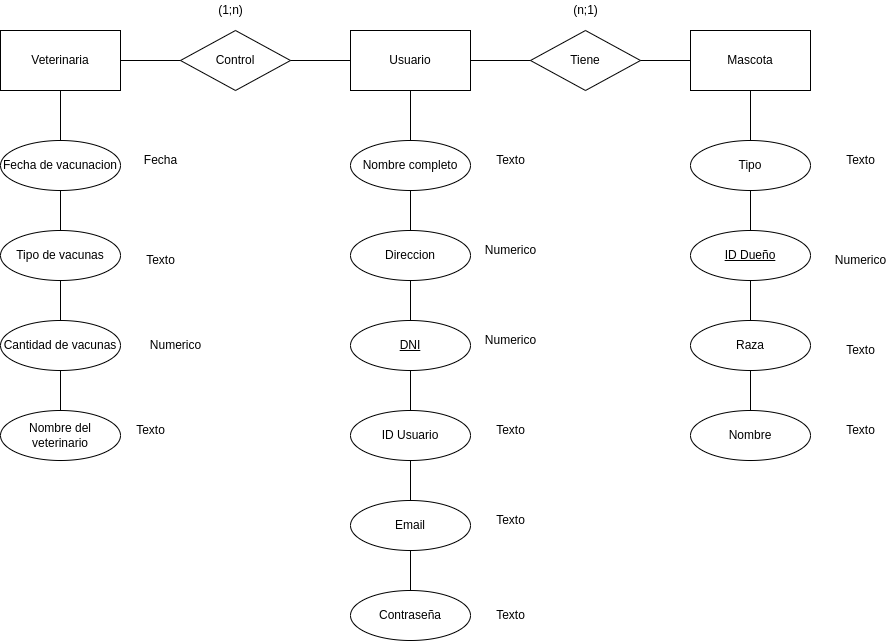 (1;n)
(n;1)
Veterinaria
Control
Usuario
Tiene
Mascota
Fecha de vacunacion
Fecha
Nombre completo
Texto
Tipo
Texto
Tipo de vacunas
Texto
Direccion
Numerico
ID Dueño
Numerico
Cantidad de vacunas
Numerico
DNI
Numerico
Raza
Texto
Nombre del
veterinario
Texto
ID Usuario
Texto
Nombre
Texto
Email
Texto
Contraseña
Texto